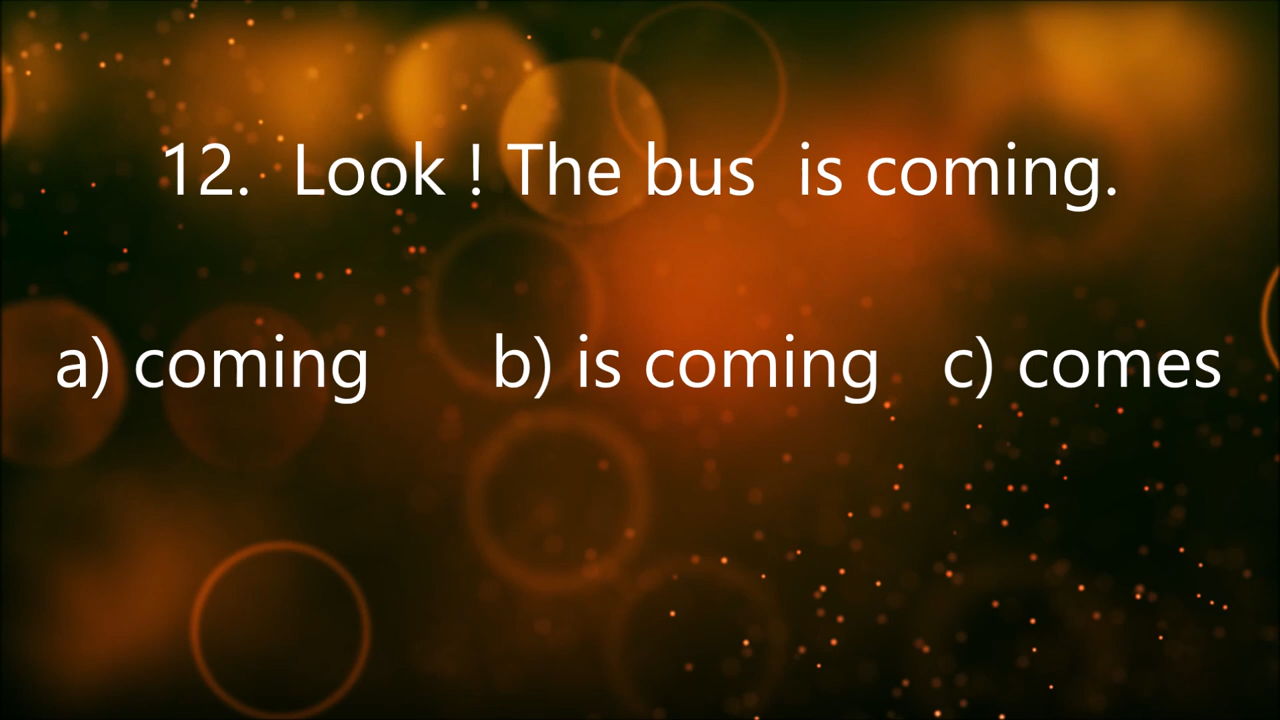 12. Look ! The bus is coming.
a) coming b) is coming c) comes